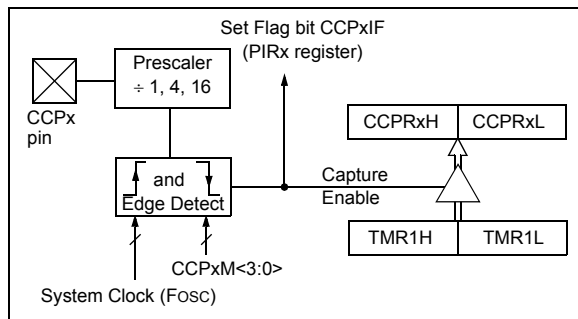 Set Flag bit CCPxIF
(PIRx register)
Prescaler
÷ 1, 4, 16
CCPx
pin
CCPRxH
CCPRxL
and
Edge Detect
Capture
Enable
TMR1H
TMR1L
CCPxM<3:0>
System Clock (FOSC)